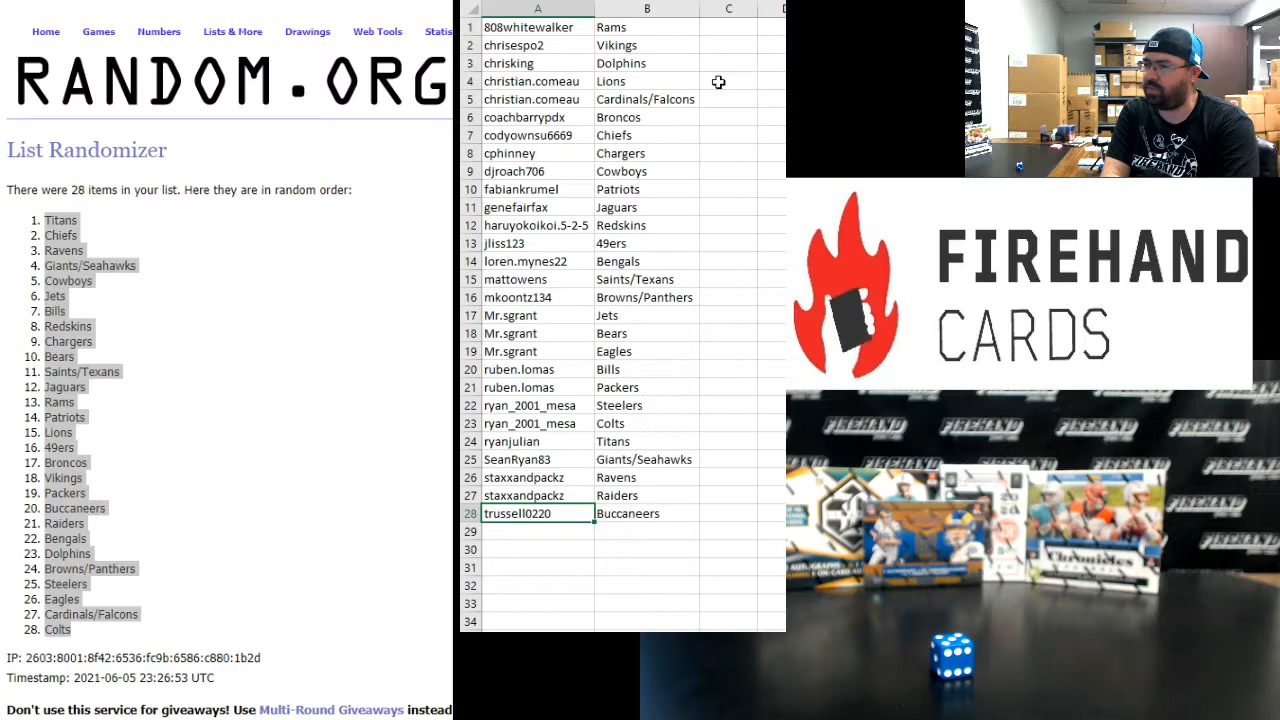 Home Games Numbers Lists & More Drawings Web Tools Statis
RANDOM.ORG
List Randomizer
There were 28 items in your list. Here they are in random order:
1. Titans
2. Chiefs
3. Ravens
4. Giants/Seahawks
5. Cowboys
6. Jets
7. Bills
8. Redskins
9. Chargers
10. Bears
11. Saints/Texans
12. Jaguars
13. Rams
14. Patriots
15. Lions
16. 49ers
17. Broncos
18. Vikings
19. Packers
20. Buccaneers
21. Raiders
22. Bengals
23. Dolphins
24. Browns/Panthers
25. Steelers
26. Eagles
27. Cardinals/Falcons
28. Colts
IP: 2603:8001:8f42:6536:fc9b:6586:c880:1b2d
Timestamp: 2021-06-05 23:26:53 UTC
Don't use this service for giveaways! Use Multi-Round Giveaways instead
A B C
1 808whitewalker Rams
2 chrisespo2 Vikings
3 chrisking Dolphins
4 christian.comeau Lions
5 christian.comeau Cardinals/Falcons
6 coachbarrypdx Broncos
7 codyownsu6669 Chiefs
8 cphinney Chargers
9 djroach706 Cowboys
10 fabiankrumel Patriots
11 genefairfax Jaguars
12 haruyokoikoi.5-2-5 Redskins
13 jliss123 49ers
14 loren.mynes22 Bengals
15 mattowens Saints/Texans
16 mkoontz134 Browns/Panthers
17 Mr.sgrant Jets
18 Mr.sgrant Bears
19 Mr.sgrant Eagles
20 ruben.lomas Bills
21 ruben.lomas Packers
22 ryan_2001_mesa Steelers
23 ryan_2001_mesa Colts
24 ryanjulian Titans
25 SeanRyan83 Giants/Seahawks
26 staxxandpackz Ravens
27 staxxandpackz Raiders
28 trussell0220 Buccaneers
29
30
31
32
33
34
FIREHAND
FIREHAND
CARDS
FIREHAND
FIREHAND
FIREHAND
Chronicles